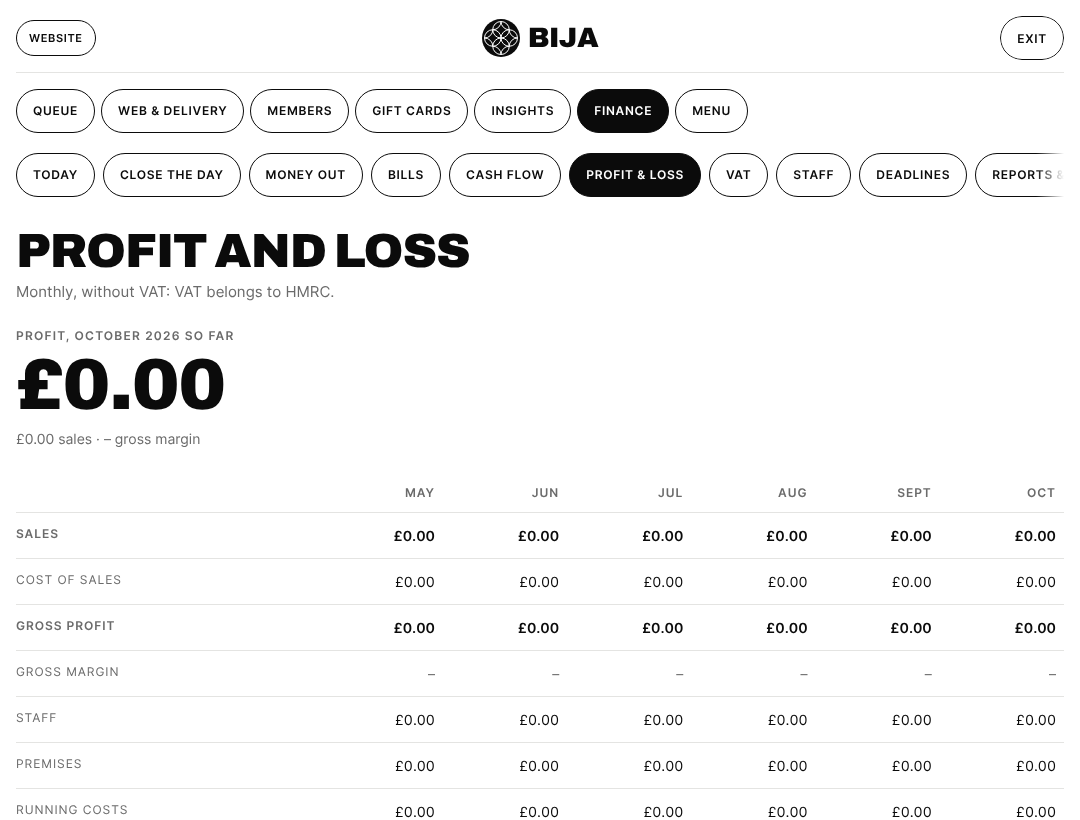 WEBSITE BIJA EXIT
QUEUE WEB & DELIVERY MEMBERS GIFT CARDS INSIGHTS FINANCE MENU
TODAY CLOSE THE DAY MONEY OUT BILLS CASH FLOW PROFIT & LOSS VAT STAFF DEADLINES REPORTS &
PROFIT AND LOSS
Monthly, without VAT: VAT belongs to HMRC.
PROFIT, OCTOBER 2026 SO FAR
£0.00
£0.00 sales · – gross margin
MAY JUN JUL AUG SEPT OCT
SALES £0.00 £0.00 £0.00 £0.00 £0.00 £0.00
COST OF SALES £0.00 £0.00 £0.00 £0.00 £0.00 £0.00
GROSS PROFIT £0.00 £0.00 £0.00 £0.00 £0.00 £0.00
GROSS MARGIN – – – – – –
STAFF £0.00 £0.00 £0.00 £0.00 £0.00 £0.00
PREMISES £0.00 £0.00 £0.00 £0.00 £0.00 £0.00
RUNNING COSTS £0.00 £0.00 £0.00 £0.00 £0.00 £0.00